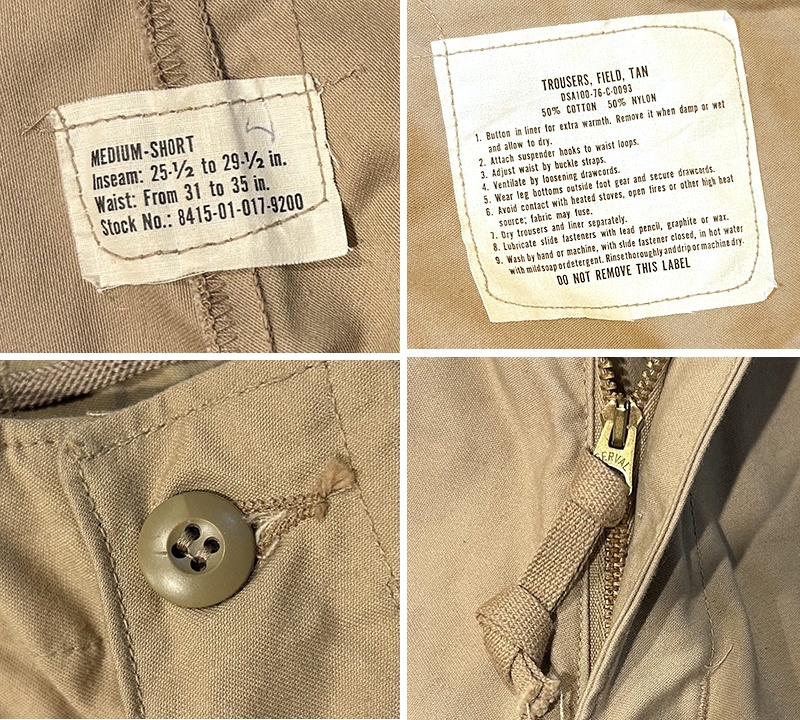 MEDIUM-SHORT
Inseam: 25-½ to 29-½ in.
Waist: From 31 to 35 in.
Stock No.: 8415-01-017-9200
TROUSERS, FIELD, TAN
DSA100-76-C-0093
50% COTTON 50% NYLON
1. Button in liner for extra warmth. Remove it when damp or wet
and allow to dry.
2. Attach suspender hooks to waist loops.
3. Adjust waist by buckle straps.
4. Ventilate by loosening drawcords.
5. Wear leg bottoms outside foot gear and secure drawcords.
6. Avoid contact with heated stoves, open fires or other high heat
source; fabric may fuse.
7. Dry trousers and liner separately.
8. Lubricate slide fasteners with lead pencil, graphite or wax.
9. Wash by hand or machine, with slide fastener closed, in hot water
with mild soap or detergent. Rinse thoroughly and drip or machine dry.
DO NOT REMOVE THIS LABEL
SERVAL